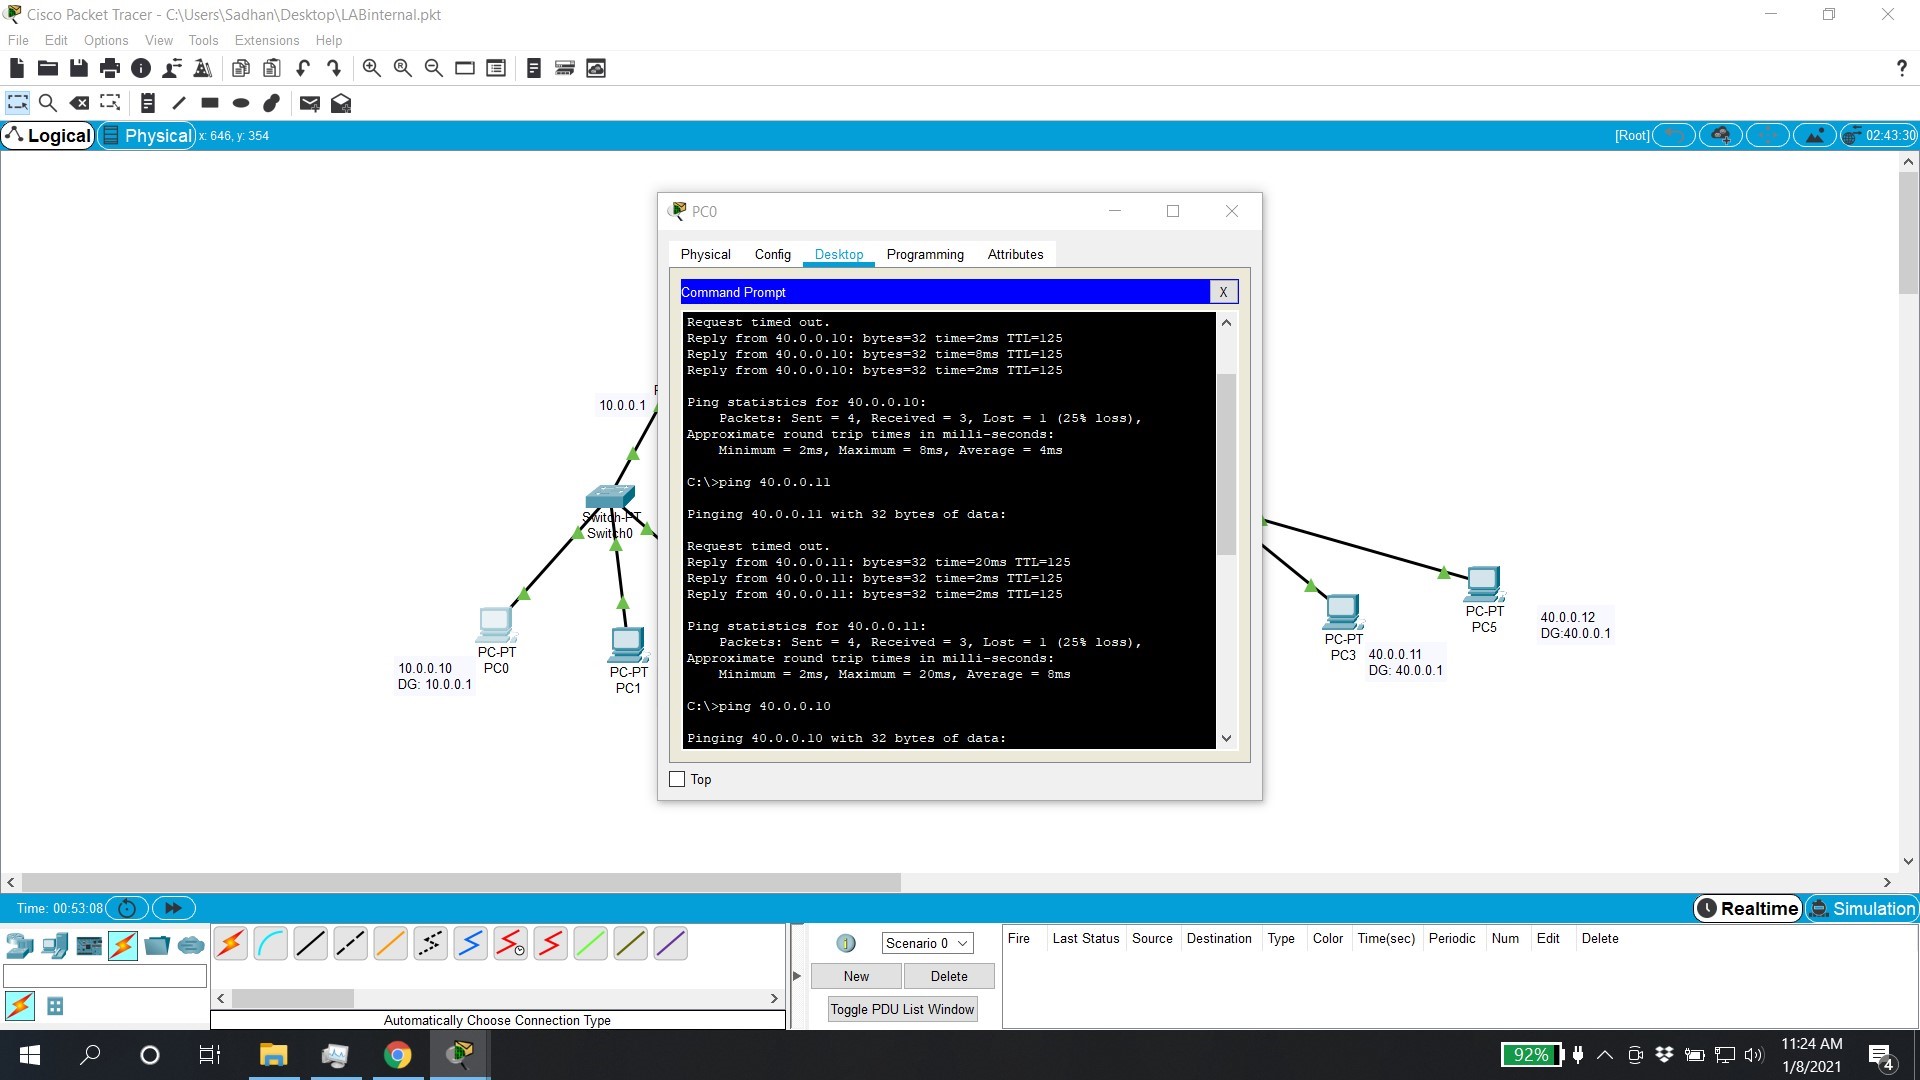 Cisco Packet Tracer - C:\Users\Sadhan\Desktop\LABinternal.pkt
File Edit Options View Tools Extensions Help
?
Logical Physical x: 646, y: 354 [Root] 02:43:30
PC0
Physical Config Desktop Programming Attributes
Command Prompt X
Request timed out.
Reply from 40.0.0.10: bytes=32 time=2ms TTL=125
Reply from 40.0.0.10: bytes=32 time=8ms TTL=125
Reply from 40.0.0.10: bytes=32 time=2ms TTL=125
Ping statistics for 40.0.0.10:
Packets: Sent = 4, Received = 3, Lost = 1 (25% loss),
Approximate round trip times in milli-seconds:
Minimum = 2ms, Maximum = 8ms, Average = 4ms
C:\>ping 40.0.0.11
Pinging 40.0.0.11 with 32 bytes of data:
Request timed out.
Reply from 40.0.0.11: bytes=32 time=20ms TTL=125
Reply from 40.0.0.11: bytes=32 time=2ms TTL=125
Reply from 40.0.0.11: bytes=32 time=2ms TTL=125
Ping statistics for 40.0.0.11:
Packets: Sent = 4, Received = 3, Lost = 1 (25% loss),
Approximate round trip times in milli-seconds:
Minimum = 2ms, Maximum = 20ms, Average = 8ms
C:\>ping 40.0.0.10
Pinging 40.0.0.10 with 32 bytes of data:
Top
10.0.0.1
Switch-PT
Switch0
PC-PT
PC0
10.0.0.10
DG: 10.0.0.1
PC-PT
PC1
PC-PT
PC3
40.0.0.11
DG: 40.0.0.1
PC-PT
PC5
40.0.0.12
DG:40.0.0.1
Time: 00:53:08 Realtime Simulation
Scenario 0
New Delete
Toggle PDU List Window
Fire Last Status Source Destination Type Color Time(sec) Periodic Num Edit Delete
Automatically Choose Connection Type
92%
11:24 AM
1/8/2021
4